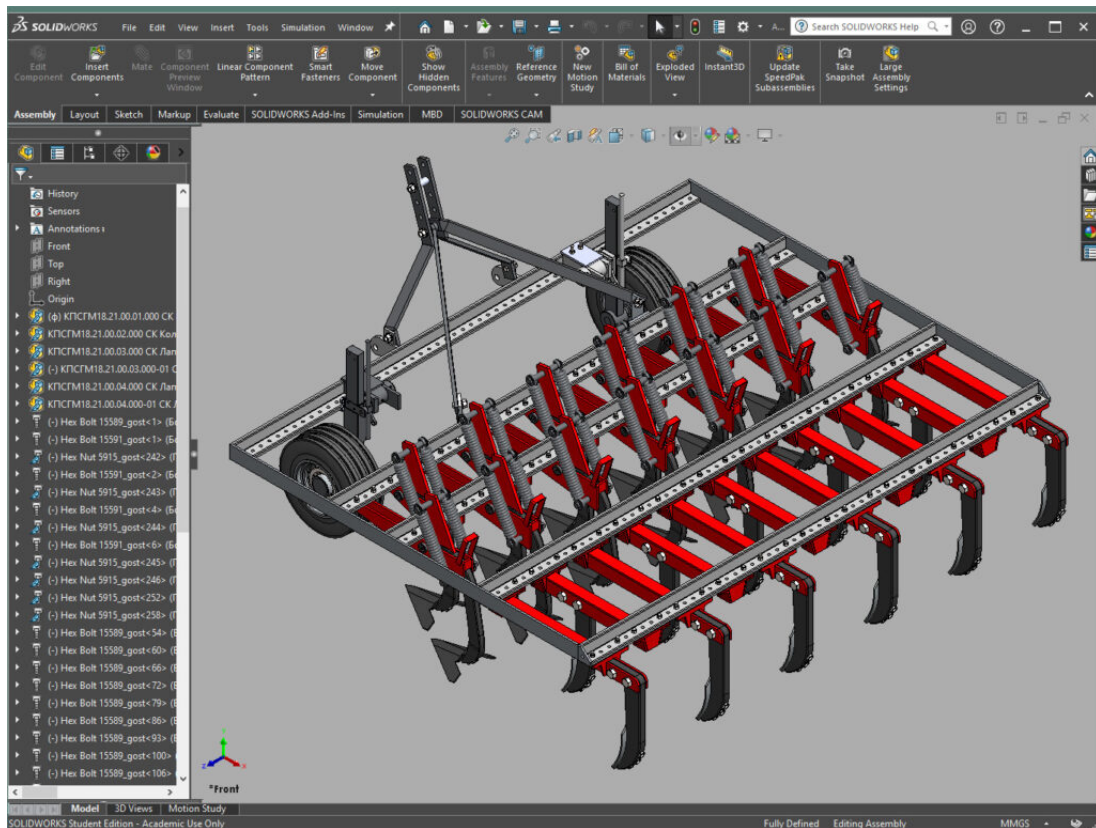 SOLIDWORKS File Edit View Insert Tools Simulation Window A... Search SOLIDWORKS Help
Edit Component
Insert Components
Mate
Component Preview Window
Linear Component Pattern
Smart Fasteners
Move Component
Show Hidden Components
Assembly Features
Reference Geometry
New Motion Study
Bill of Materials
Exploded View
Instant3D
Update SpeedPak Subassemblies
Take Snapshot
Large Assembly Settings
Assembly Layout Sketch Markup Evaluate SOLIDWORKS Add-Ins Simulation MBD SOLIDWORKS CAM
History
Sensors
Annotations
Front
Top
Right
Origin
(ф) КПСГМ18.21.00.01.000 СК
КПСГМ18.21.00.02.000 СК Кол
КПСГМ18.21.00.03.000 СК Лап
(-) КПСГМ18.21.00.03.000-01 С
КПСГМ18.21.00.04.000 СК Лап
КПСГМ18.21.00.04.000-01 СК Л
(-) Hex Bolt 15589_gost<1> (Бо
(-) Hex Bolt 15591_gost<1> (Бо
(-) Hex Nut 5915_gost<242> (Г
(-) Hex Bolt 15591_gost<2> (Бо
(-) Hex Nut 5915_gost<243> (Г
(-) Hex Bolt 15591_gost<4> (Бо
(-) Hex Nut 5915_gost<244> (Г
(-) Hex Bolt 15591_gost<6> (Бо
(-) Hex Nut 5915_gost<245> (Г
(-) Hex Nut 5915_gost<246> (Г
(-) Hex Nut 5915_gost<252> (Г
(-) Hex Nut 5915_gost<258> (Г
(-) Hex Bolt 15589_gost<54> (Б
(-) Hex Bolt 15589_gost<60> (Б
(-) Hex Bolt 15589_gost<66> (Б
(-) Hex Bolt 15589_gost<72> (Б
(-) Hex Bolt 15589_gost<79> (Б
(-) Hex Bolt 15589_gost<86> (Б
(-) Hex Bolt 15589_gost<93> (Б
(-) Hex Bolt 15589_gost<100>
(-) Hex Bolt 15589_gost<106>
*Front
Model 3D Views Motion Study
SOLIDWORKS Student Edition - Academic Use Only Fully Defined Editing Assembly MMGS